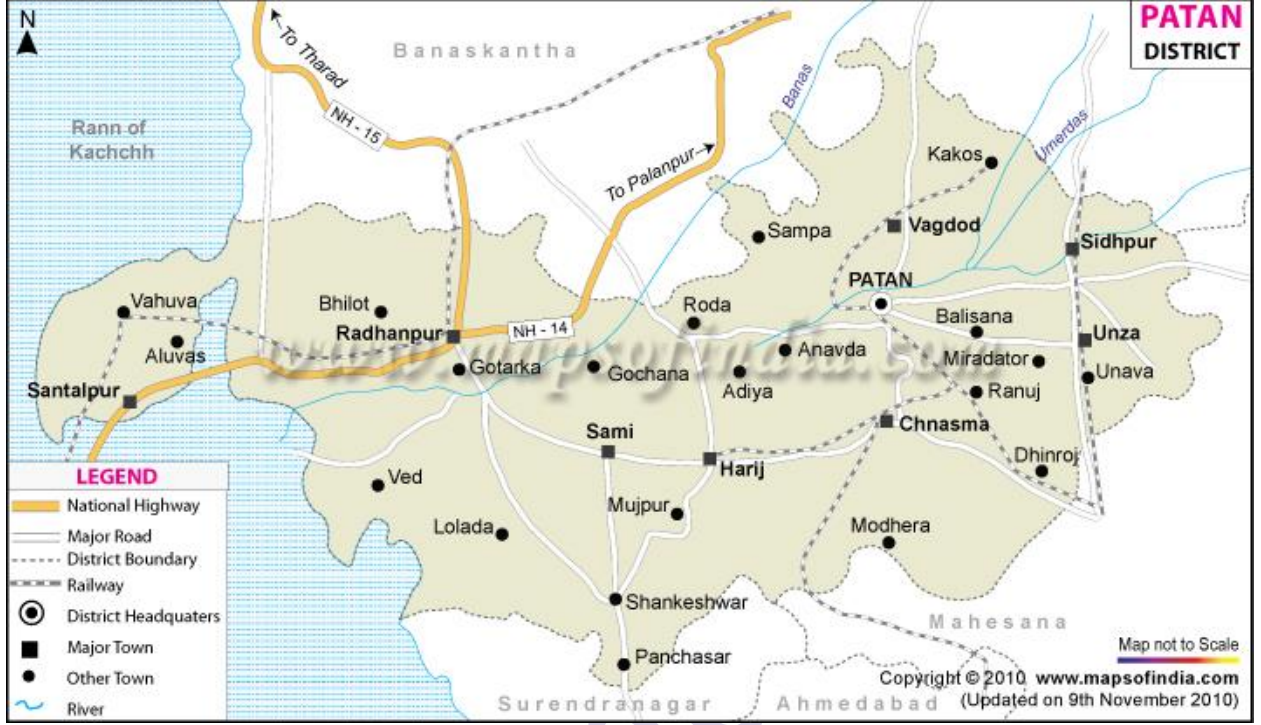 PATAN
DISTRICT
N
To Tharad
Banaskantha
Banas
NH - 15
Rann of
Kachchh
Umerdas
Kakos
To Palanpur
Sampa
Vagdod
Sidhpur
PATAN
Vahuva
Bhilot
Roda
Balisana
Radhanpur
NH - 14
Unza
Aluvas
Anavda
Miradator
www.mapsofindia.com
Gotarka
Gochana
Adiya
Unava
Santalpur
Ranuj
Chnasma
Sami
Harij
Dhinroj
LEGEND
Ved
National Highway
Mujpur
Lolada
Modhera
Major Road
District Boundary
Railway
Shankeshwar
District Headquaters
Mahesana
Major Town
Map not to Scale
Panchasar
Other Town
Copyright © 2010 www.mapsofindia.com
Surendranagar
Ahmedabad
(Updated on 9th November 2010)
River